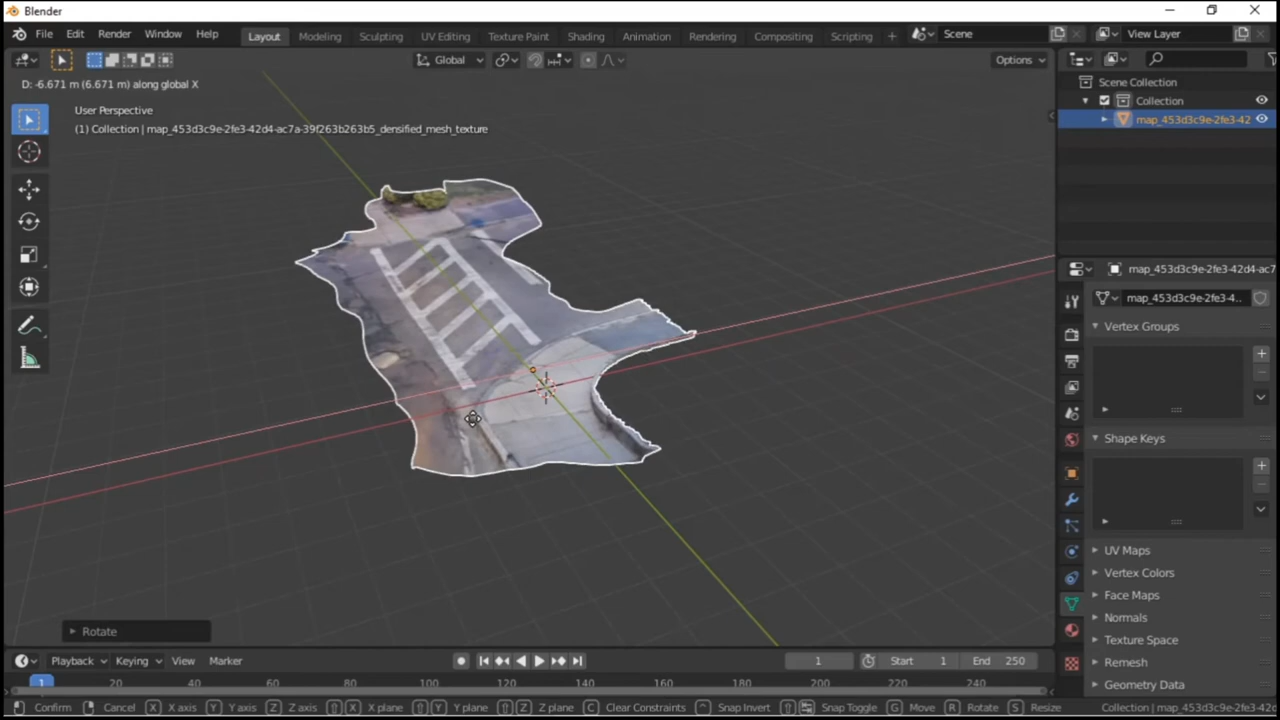 Blender
File Edit Render Window Help
Layout Modeling Sculpting UV Editing Texture Paint Shading Animation Rendering Compositing Scripting +
Scene
View Layer
Global
Options
D: -6.671 m (6.671 m) along global X
User Perspective
(1) Collection | map_453d3c9e-2fe3-42d4-ac7a-39f263b263b5_densified_mesh_texture
Scene Collection
Collection
map_453d3c9e-2fe3-42
map_453d3c9e-2fe3-42d4-ac7
map_453d3c9e-2fe3-4..
Vertex Groups
Shape Keys
UV Maps
Vertex Colors
Face Maps
Normals
Texture Space
Remesh
Geometry Data
Rotate
Playback Keying View Marker
1
Start 1 End 250
1 20 40 60 80 100 120 140 160 180 200 220 240
Confirm Cancel X X axis Y Y axis Z Z axis X X plane Y Y plane Z Z plane C Clear Constraints ^ Snap Invert Snap Toggle G Move R Rotate S Resize
Collection | map_453d3c9e-2fe3-42d